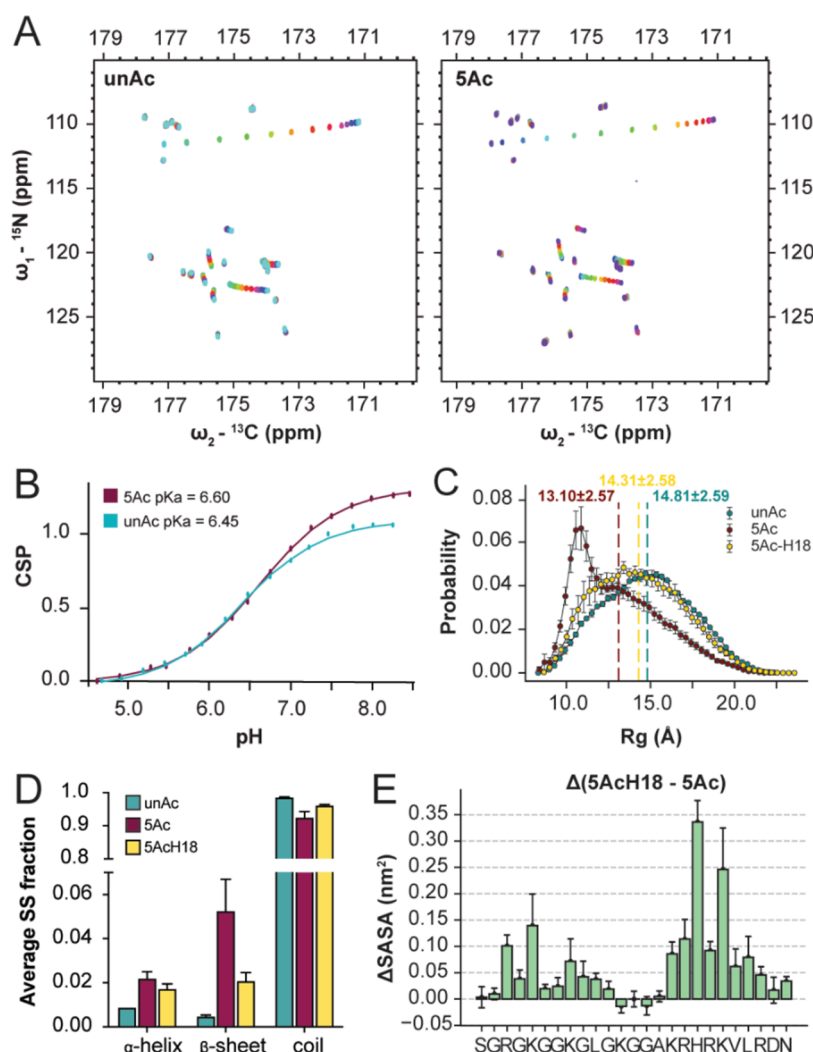 A
179 177 175 173 171 179 177 175 173 171
unAc
5Ac
110
115
120
125
ω1 - 15N (ppm)
110
115
120
125
179 177 175 173 171 179 177 175 173 171
ω2 - 13C (ppm)
ω2 - 13C (ppm)
B
5Ac pKa = 6.60
unAc pKa = 6.45
1.0
0.5
0.0
CSP
5.0 6.0 7.0 8.0
pH
C
14.31±2.58
13.10±2.57 14.81±2.59
unAc
5Ac
5Ac-H18
0.08
0.06
0.04
0.02
0.00
Probability
10.0 15.0 20.0
Rg (Å)
D
unAc
5Ac
5AcH18
1.0
0.9
0.8
0.06
0.04
0.02
0.00
Average SS fraction
α-helix β-sheet coil
E
Δ(5AcH18 - 5Ac)
0.35
0.30
0.25
0.20
0.15
0.10
0.05
0.00
−0.05
ΔSASA (nm²)
SGRGKGGKGLGKGGAKRHRKVLRDN